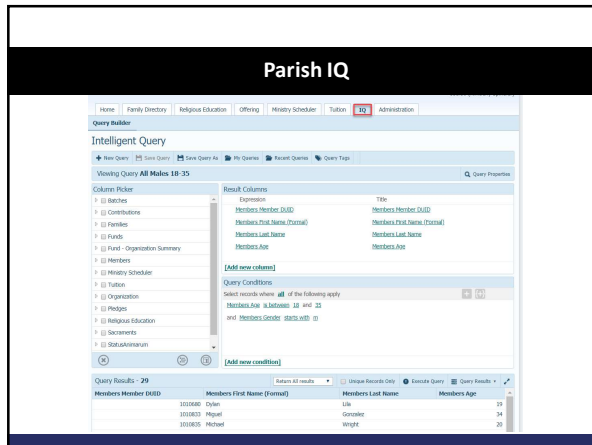 Parish IQ
Home Family Directory Religious Education Offering Ministry Scheduler Tuition IQ Administration
Query Builder
Intelligent Query
New Query Save Query Save Query As My Queries Recent Queries Query Tags
Viewing Query All Males 18-35 Query Properties
Column Picker
Batches
Contributions
Families
Funds
Fund - Organization Summary
Members
Ministry Scheduler
Tuition
Organization
Pledges
Religious Education
Sacraments
StatusAnimarum
Result Columns
Expression Title
Members Member DUID Members Member DUID
Members First Name (Formal) Members First Name (Formal)
Members Last Name Members Last Name
Members Age Members Age
[Add new column]
Query Conditions
Select records where all of the following apply
Members Age is between 18 and 35
and Members Gender starts with m
[Add new condition]
Query Results - 29 Return All results Unique Records Only Execute Query Query Results
Members Member DUID Members First Name (Formal) Members Last Name Members Age
1010680 Dylan Lila 19
1010833 Miguel Gonzalez 34
1010835 Michael Wright 20